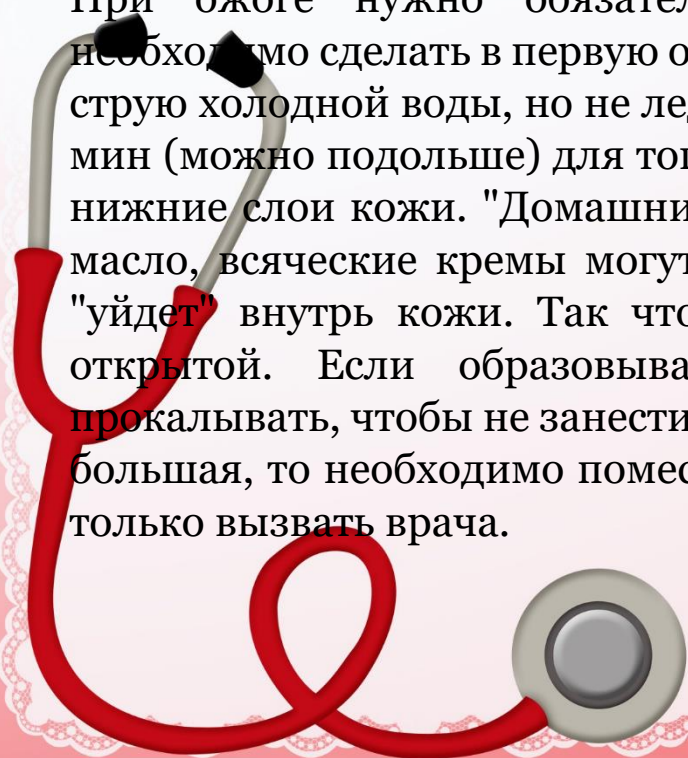 При ожоге нужно обязател
необходимо сделать в первую о
струю холодной воды, но не лед
мин (можно подольше) для тог
нижние слои кожи. "Домашни
масло, всяческие кремы могут
"уйдет" внутрь кожи. Так что
открытой. Если образовыва
прокалывать, чтобы не занести
большая, то необходимо помес
только вызвать врача.